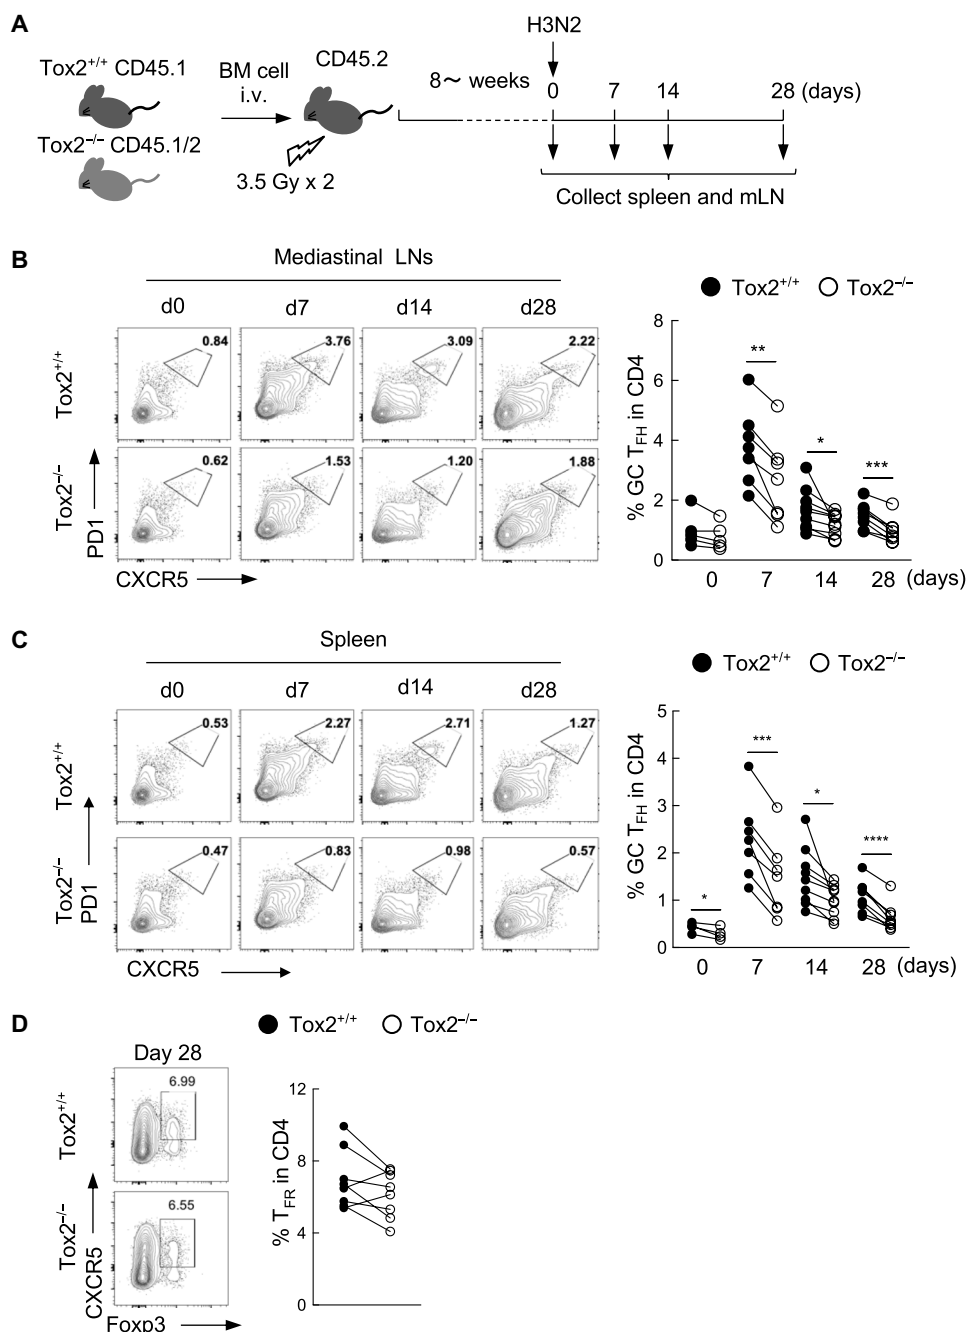 A
H3N2
Tox2+/+ CD45.1
BM cell
i.v.
CD45.2
8～ weeks
0 7 14 28 (days)
Tox2−/− CD45.1/2
3.5 Gy x 2
Collect spleen and mLN
B
Mediastinal LNs
d0 d7 d14 d28
Tox2+/+
0.84 3.76 3.09 2.22
Tox2−/−
0.62 1.53 1.20 1.88
PD1
CXCR5
Tox2+/+ Tox2−/−
% GC TFH in CD4
8
6
4
2
0
** * ***
0 7 14 28 (days)
C
Spleen
d0 d7 d14 d28
Tox2+/+
0.53 2.27 2.71 1.27
Tox2−/−
0.47 0.83 0.98 0.57
PD1
CXCR5
Tox2+/+ Tox2−/−
% GC TFH in CD4
5
4
3
2
1
0
* *** * ****
0 7 14 28 (days)
D
Tox2+/+ Tox2−/−
Day 28
Tox2+/+
6.99
Tox2−/−
6.55
CXCR5
Foxp3
% TFR in CD4
12
8
4
0